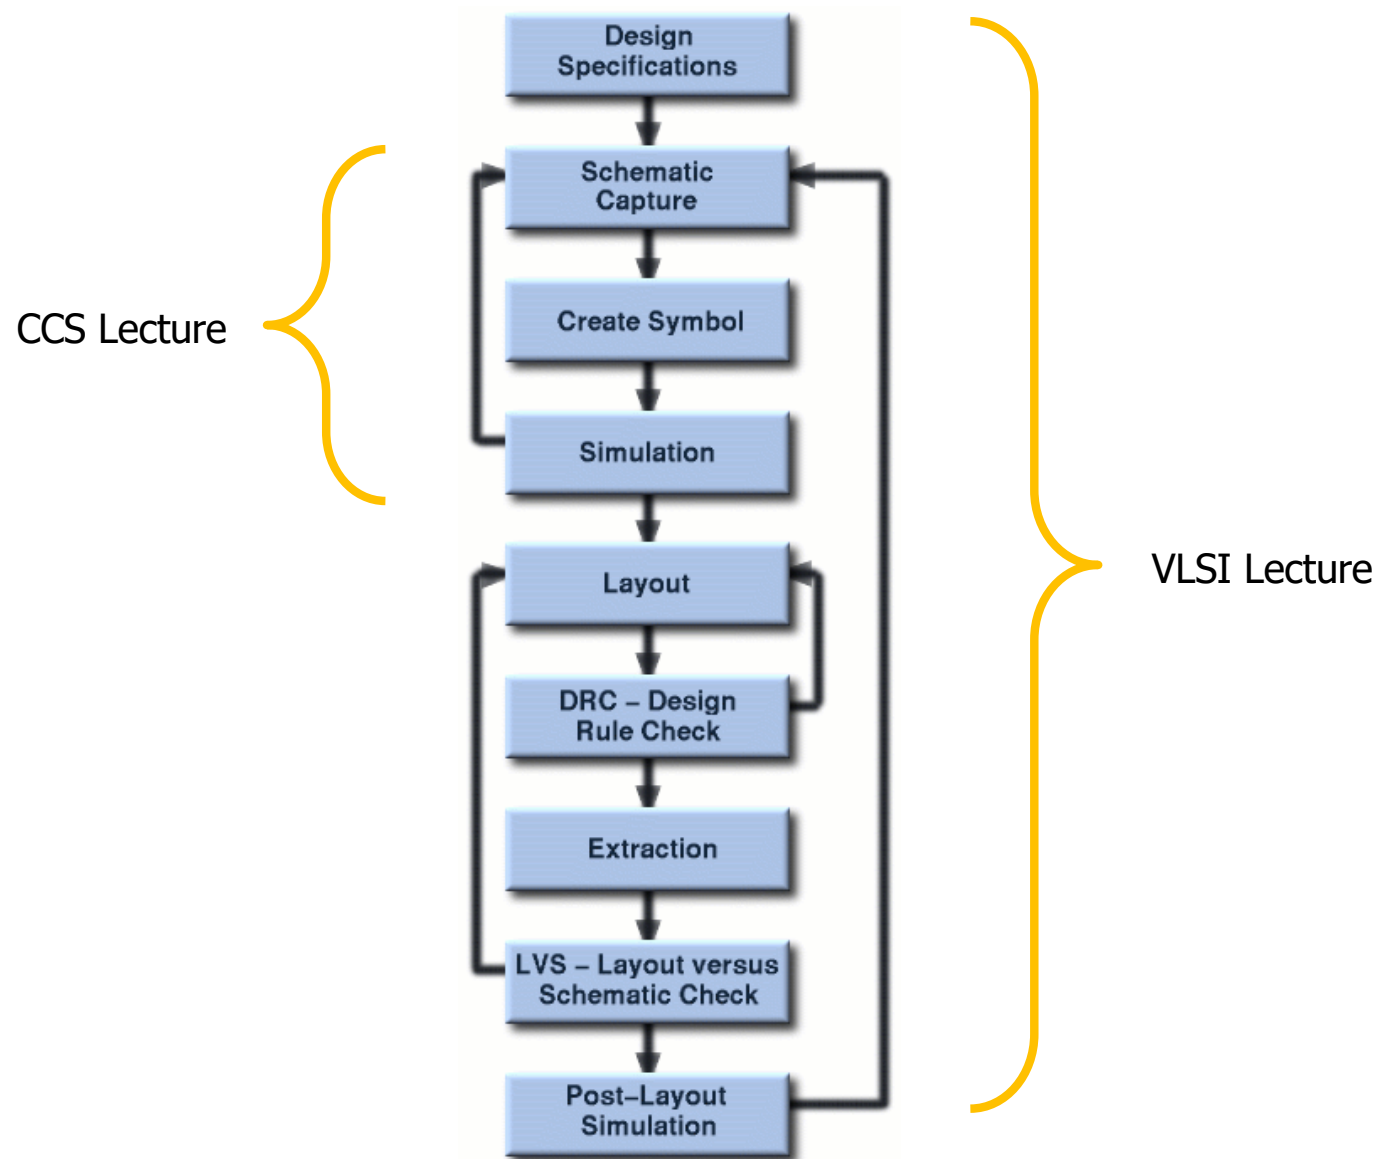 Design
Specifications
Schematic
Capture
Create Symbol
CCS Lecture
Simulation
Layout
VLSI Lecture
DRC – Design
Rule Check
Extraction
LVS – Layout versus
Schematic Check
Post–Layout
Simulation